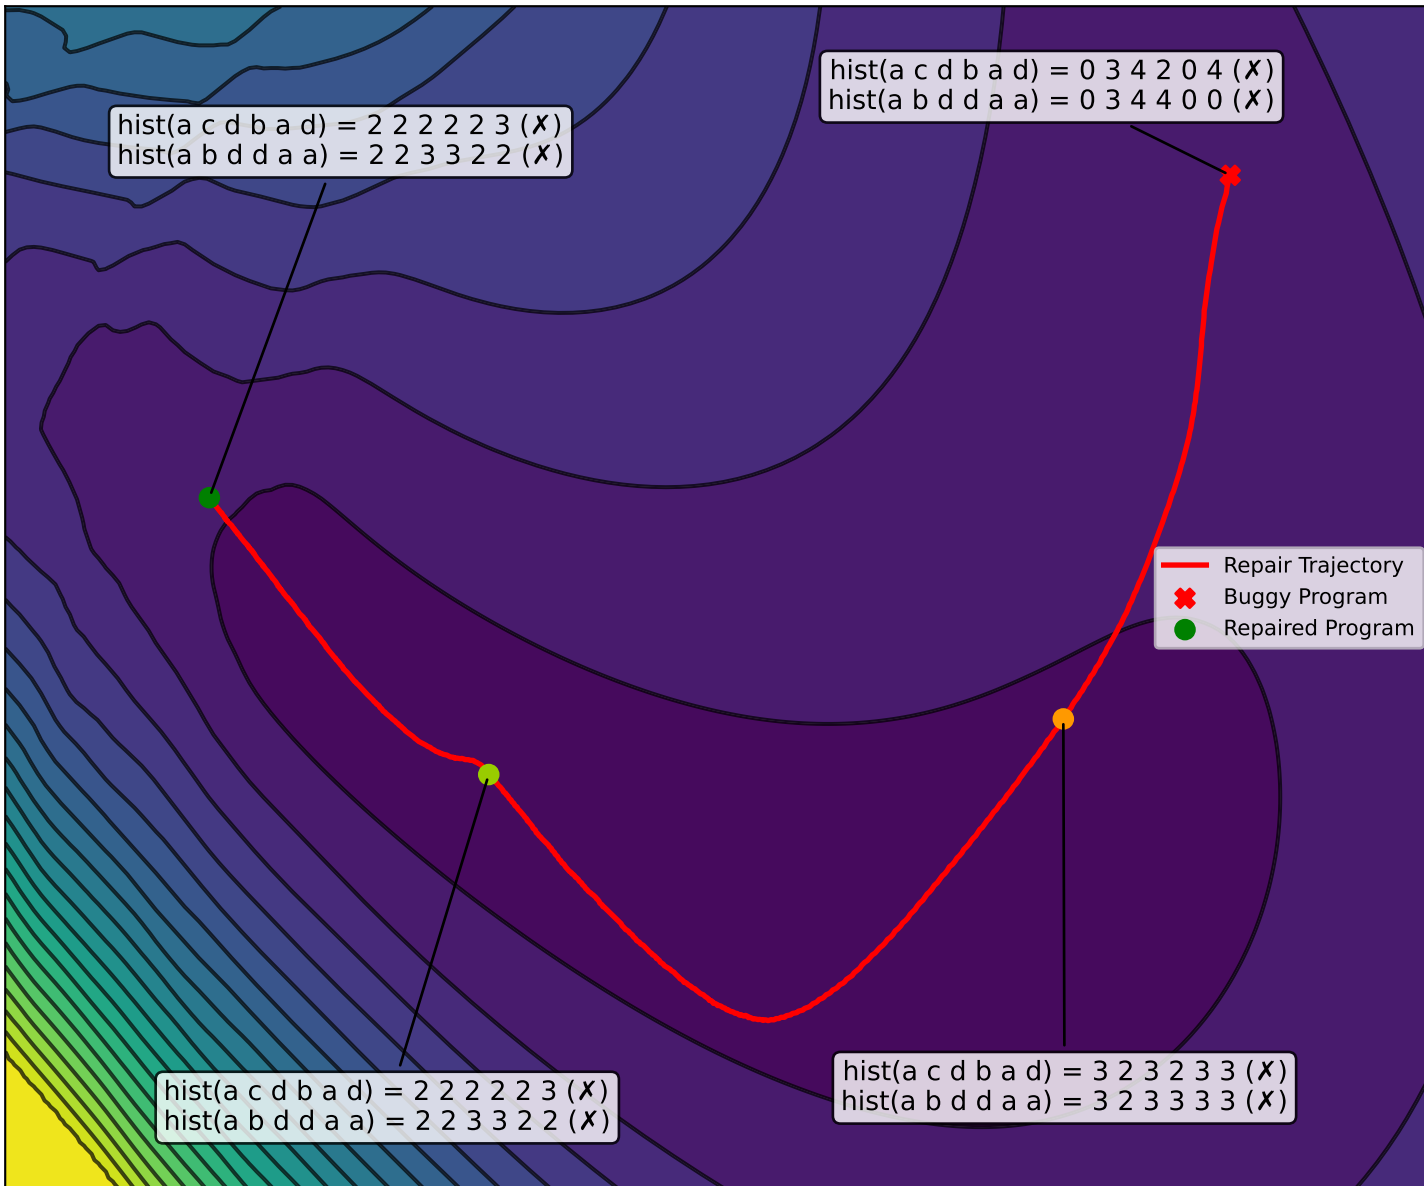 hist(a c d b a d) = 0 3 4 2 0 4 (✗)
hist(a b d d a a) = 0 3 4 4 0 0 (✗)
hist(a c d b a d) = 2 2 2 2 2 3 (✗)
hist(a b d d a a) = 2 2 3 3 2 2 (✗)
Repair Trajectory
Buggy Program
Repaired Program
hist(a c d b a d) = 3 2 3 2 3 3 (✗)
hist(a b d d a a) = 3 2 3 3 3 3 (✗)
hist(a c d b a d) = 2 2 2 2 2 3 (✗)
hist(a b d d a a) = 2 2 3 3 2 2 (✗)